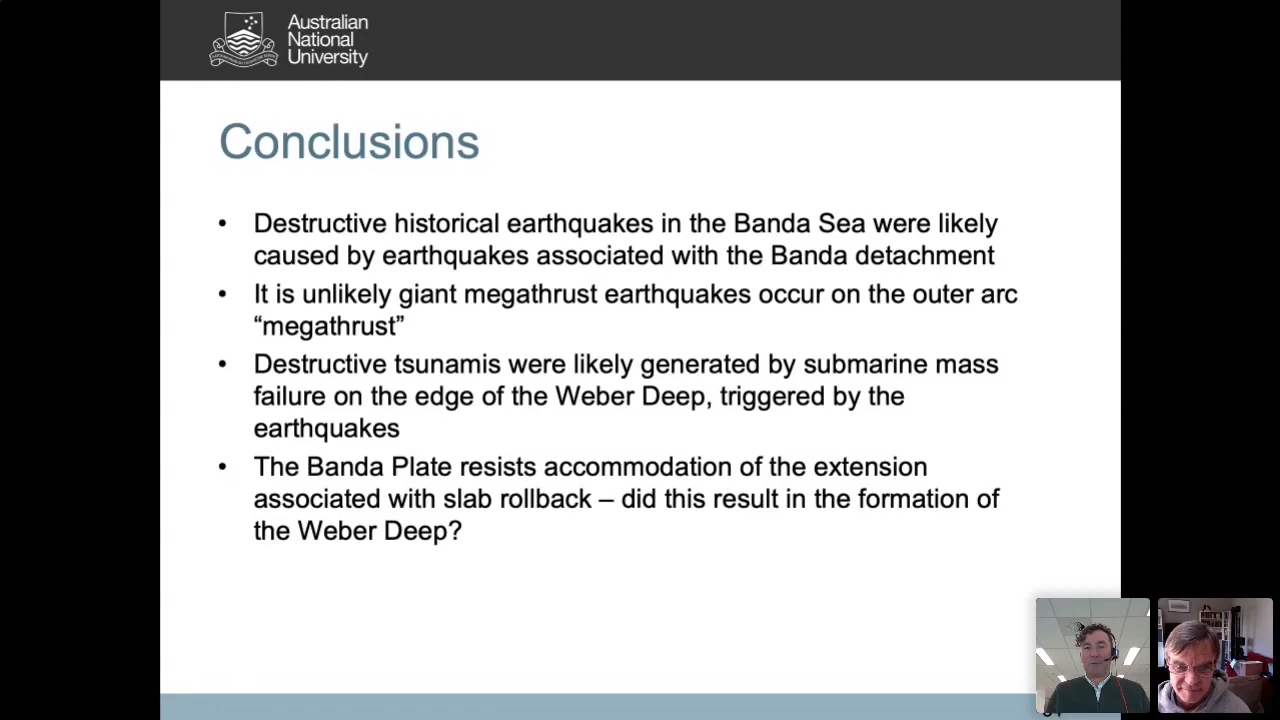 Australian
National
University
Conclusions
• Destructive historical earthquakes in the Banda Sea were likely
caused by earthquakes associated with the Banda detachment
• It is unlikely giant megathrust earthquakes occur on the outer arc
“megathrust”
• Destructive tsunamis were likely generated by submarine mass
failure on the edge of the Weber Deep, triggered by the
earthquakes
• The Banda Plate resists accommodation of the extension
associated with slab rollback – did this result in the formation of
the Weber Deep?